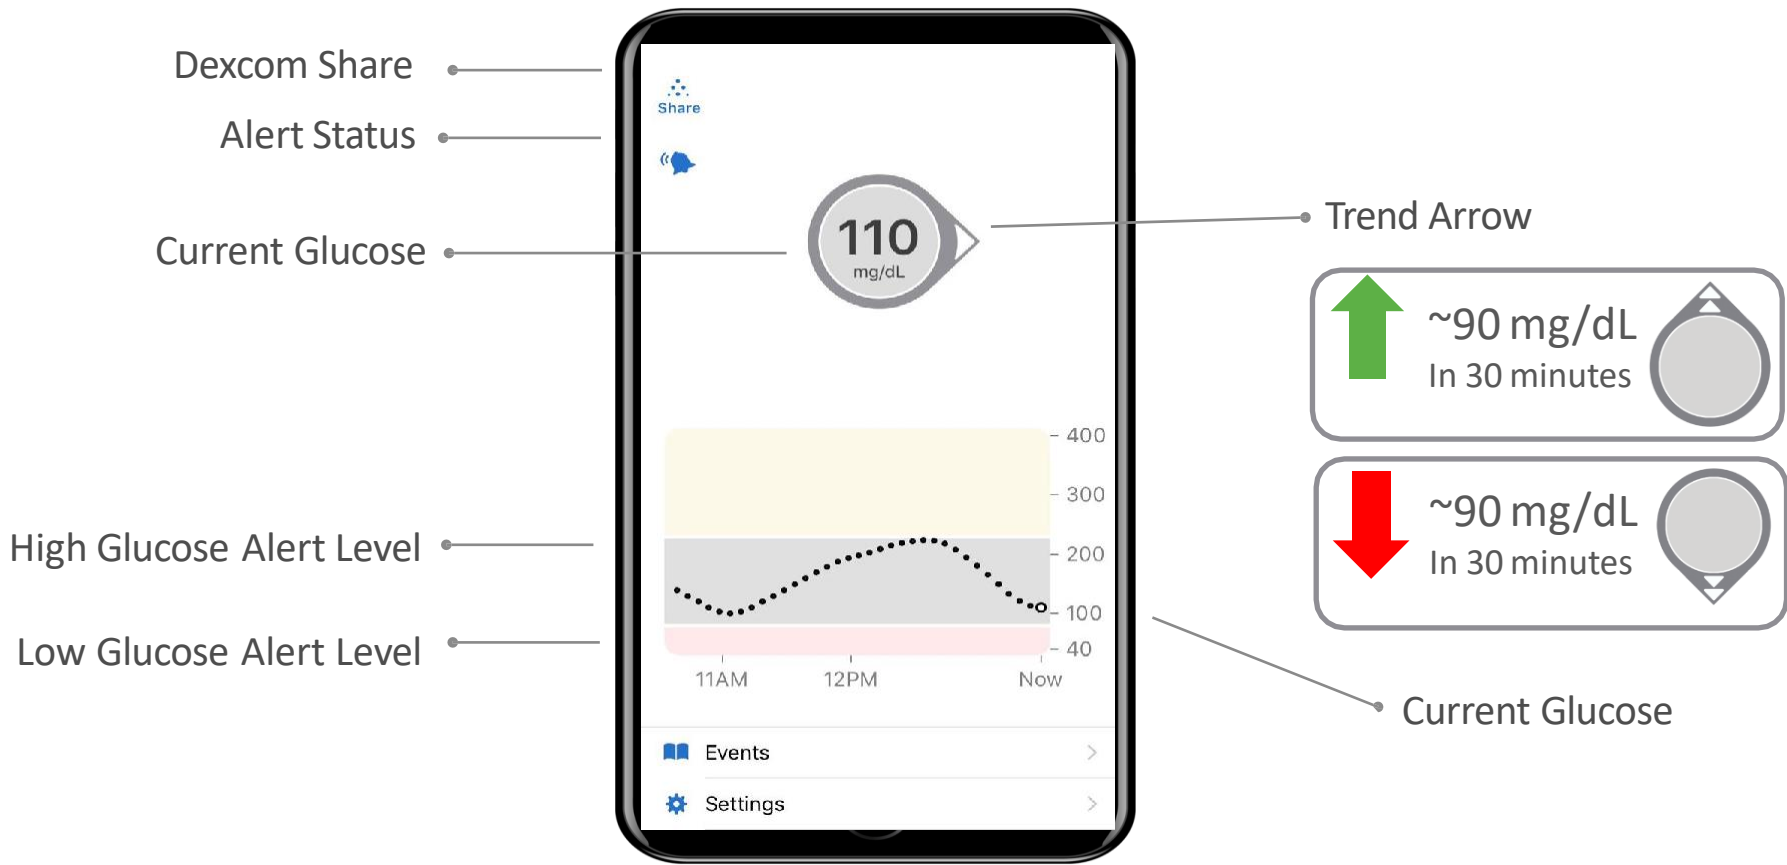 Dexcom Share
Alert Status
Current Glucose
High Glucose Alert Level
Low Glucose Alert Level
Share
110
mg/dL
400
300
200
100
40
11AM
12PM
Now
Events
Settings
Trend Arrow
~90 mg/dL
In 30 minutes
~90 mg/dL
In 30 minutes
Current Glucose